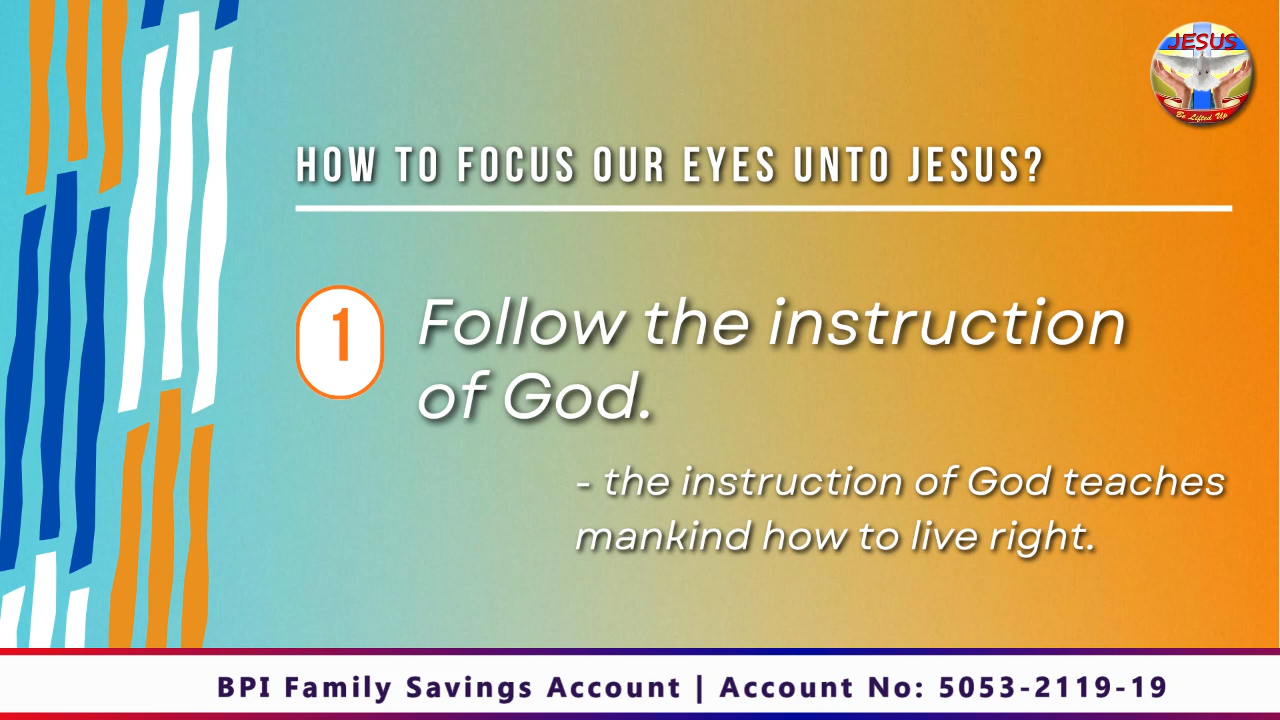 JESUS
Be Lifted Up
HOW TO FOCUS OUR EYES UNTO JESUS?
1
Follow the instruction
of God.
- the instruction of God teaches
mankind how to live right.
BPI Family Savings Account | Account No: 5053-2119-19